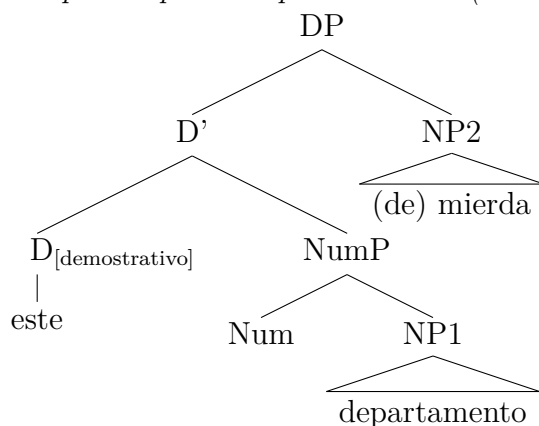 DP
D’ NP2
(de) mierda
D[demostrativo] NumP
este
Num NP1
departamento